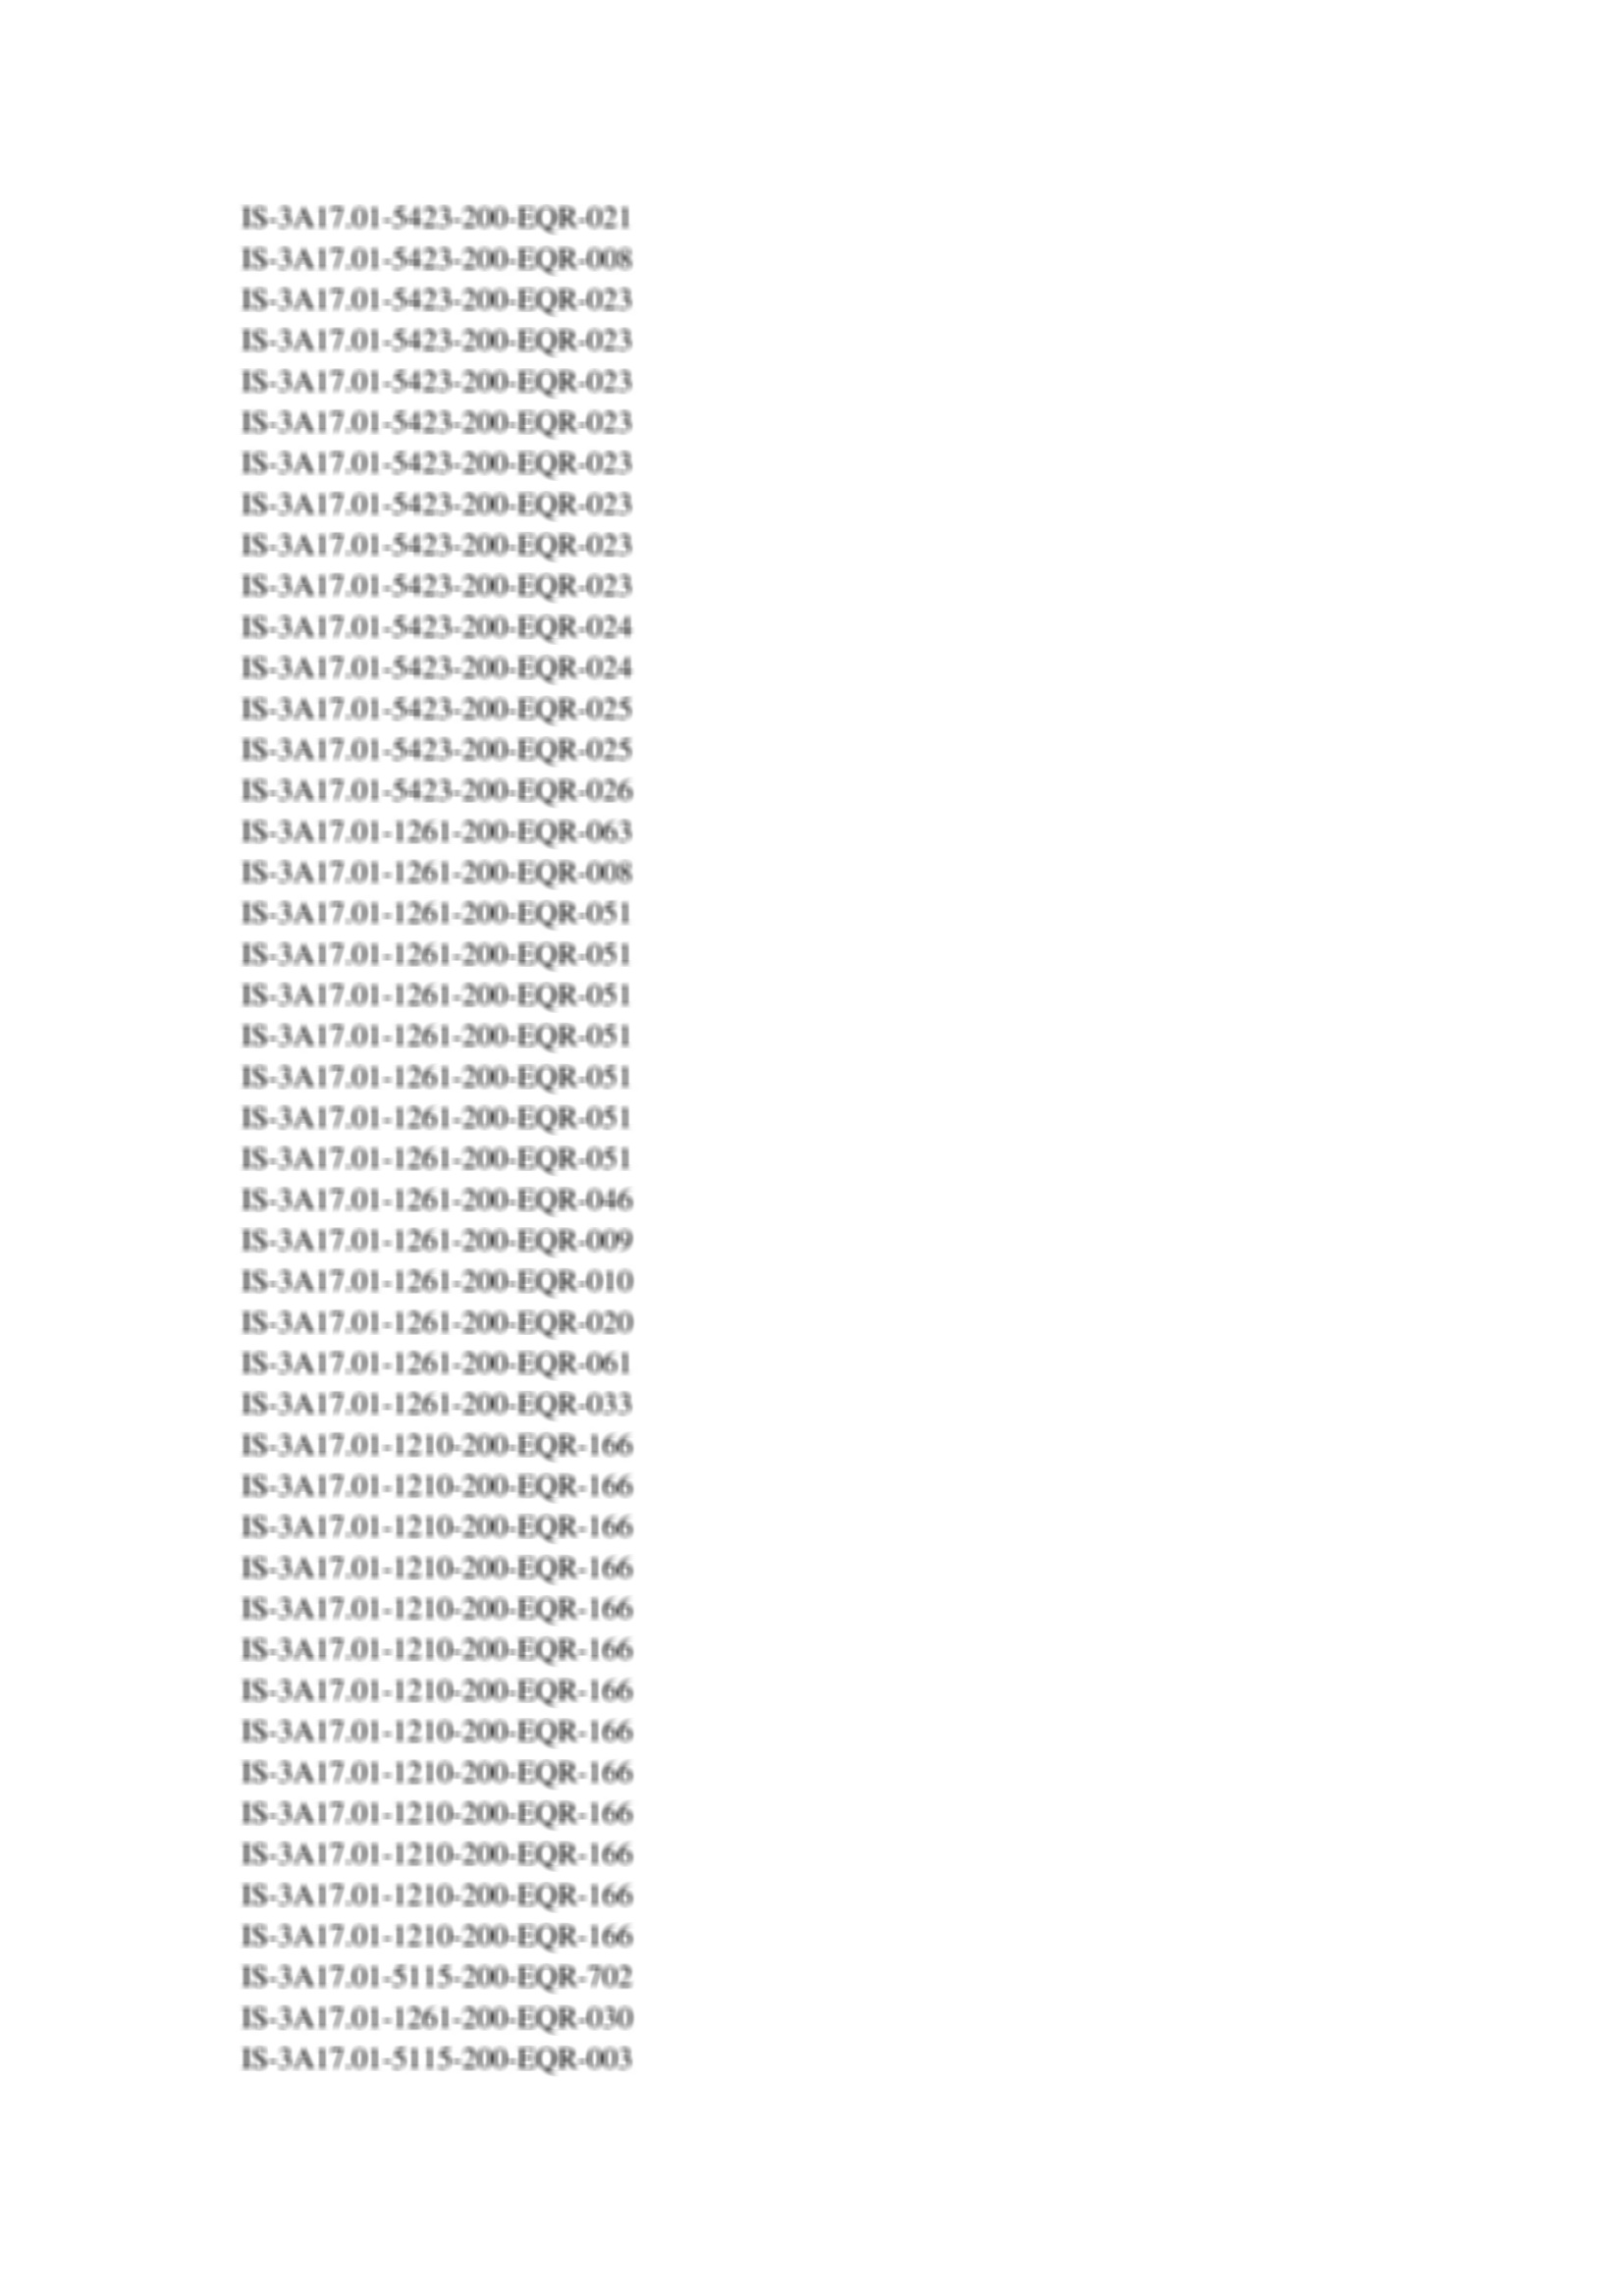 IS-3A17.01-5423-200-EQR-021
IS-3A17.01-5423-200-EQR-008
IS-3A17.01-5423-200-EQR-023
IS-3A17.01-5423-200-EQR-023
IS-3A17.01-5423-200-EQR-023
IS-3A17.01-5423-200-EQR-023
IS-3A17.01-5423-200-EQR-023
IS-3A17.01-5423-200-EQR-023
IS-3A17.01-5423-200-EQR-023
IS-3A17.01-5423-200-EQR-023
IS-3A17.01-5423-200-EQR-024
IS-3A17.01-5423-200-EQR-024
IS-3A17.01-5423-200-EQR-025
IS-3A17.01-5423-200-EQR-025
IS-3A17.01-5423-200-EQR-026
IS-3A17.01-1261-200-EQR-063
IS-3A17.01-1261-200-EQR-008
IS-3A17.01-1261-200-EQR-051
IS-3A17.01-1261-200-EQR-051
IS-3A17.01-1261-200-EQR-051
IS-3A17.01-1261-200-EQR-051
IS-3A17.01-1261-200-EQR-051
IS-3A17.01-1261-200-EQR-051
IS-3A17.01-1261-200-EQR-051
IS-3A17.01-1261-200-EQR-046
IS-3A17.01-1261-200-EQR-009
IS-3A17.01-1261-200-EQR-010
IS-3A17.01-1261-200-EQR-020
IS-3A17.01-1261-200-EQR-061
IS-3A17.01-1261-200-EQR-033
IS-3A17.01-1210-200-EQR-166
IS-3A17.01-1210-200-EQR-166
IS-3A17.01-1210-200-EQR-166
IS-3A17.01-1210-200-EQR-166
IS-3A17.01-1210-200-EQR-166
IS-3A17.01-1210-200-EQR-166
IS-3A17.01-1210-200-EQR-166
IS-3A17.01-1210-200-EQR-166
IS-3A17.01-1210-200-EQR-166
IS-3A17.01-1210-200-EQR-166
IS-3A17.01-1210-200-EQR-166
IS-3A17.01-1210-200-EQR-166
IS-3A17.01-1210-200-EQR-166
IS-3A17.01-5115-200-EQR-702
IS-3A17.01-1261-200-EQR-030
IS-3A17.01-5115-200-EQR-003